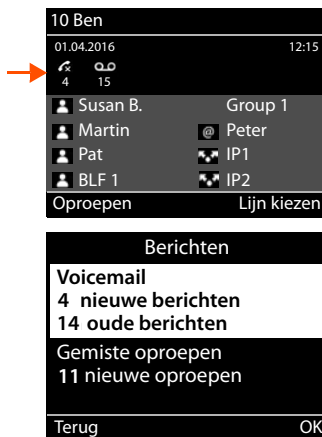 10 Ben
01.04.2016 12:15
4 15
Susan B. Group 1
Martin @ Peter
Pat IP1
BLF 1 IP2
Oproepen Lijn kiezen
Berichten
Voicemail
4 nieuwe berichten
14 oude berichten
Gemiste oproepen
11 nieuwe oproepen
Terug OK